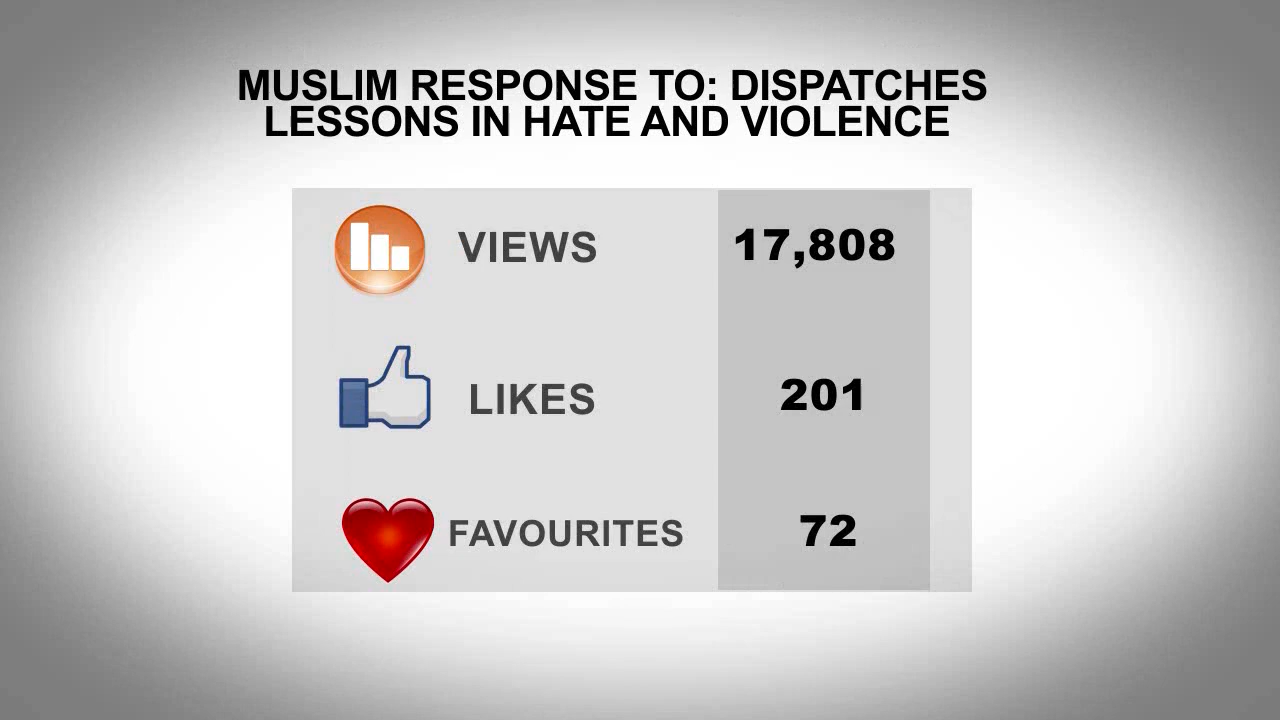 MUSLIM RESPONSE TO: DISPATCHES
LESSONS IN HATE AND VIOLENCE
VIEWS 17,808
LIKES 201
FAVOURITES 72